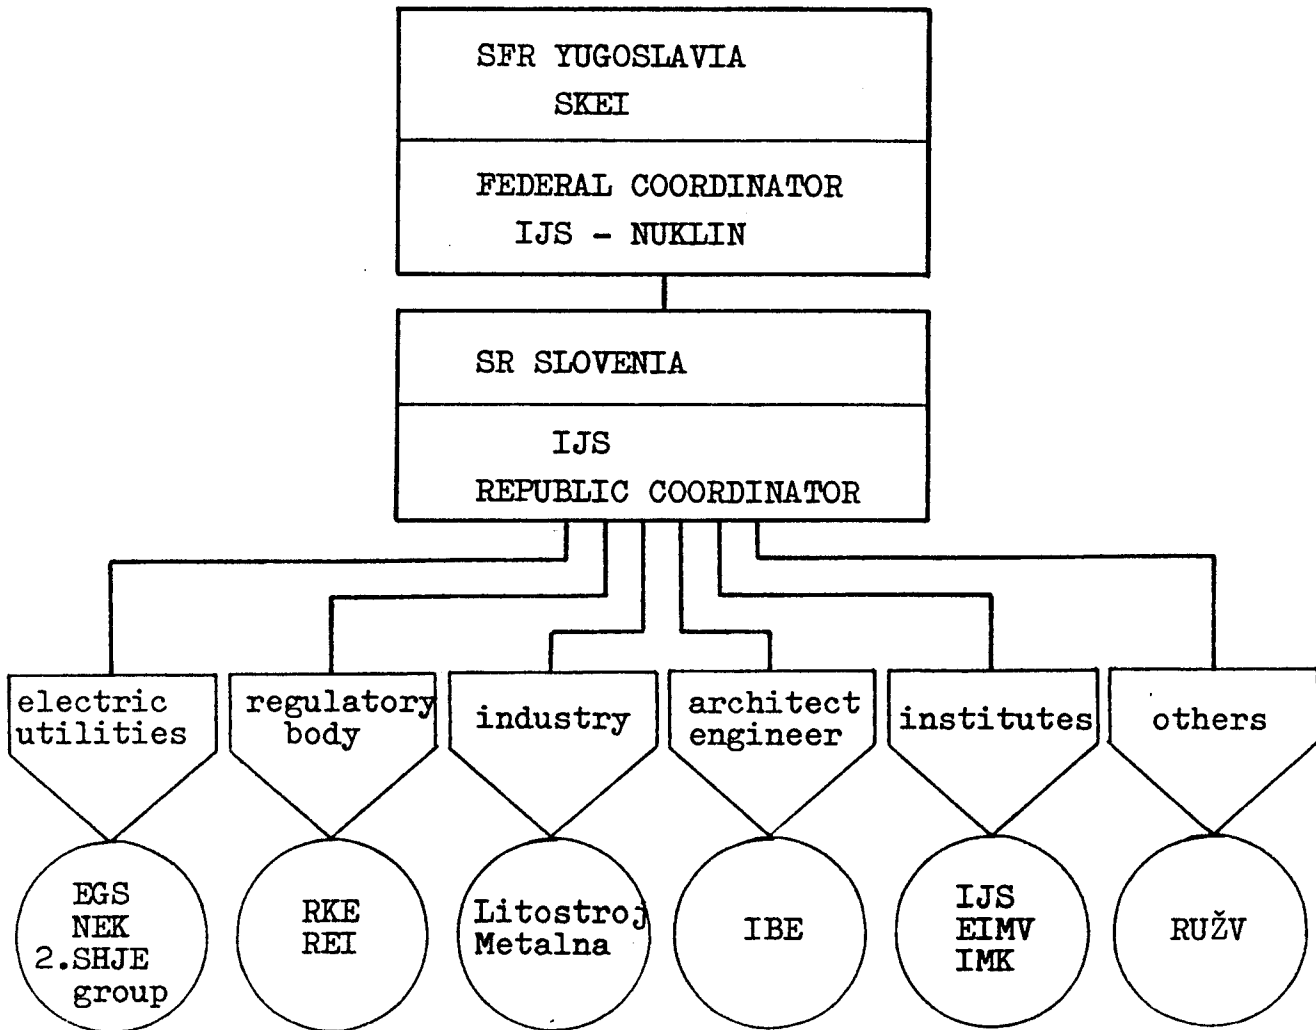 SFR YUGOSLAVIA
SKEI
FEDERAL COORDINATOR
IJS - NUKLIN
SR SLOVENIA
IJS
REPUBLIC COORDINATOR
electric
utilities
regulatory
body
industry
architect
engineer
institutes
others
EGS
NEK
2.SHJE
group
RKE
REI
Litostroj
Metalna
IBE
IJS
EIMV
IMK
RUŽV